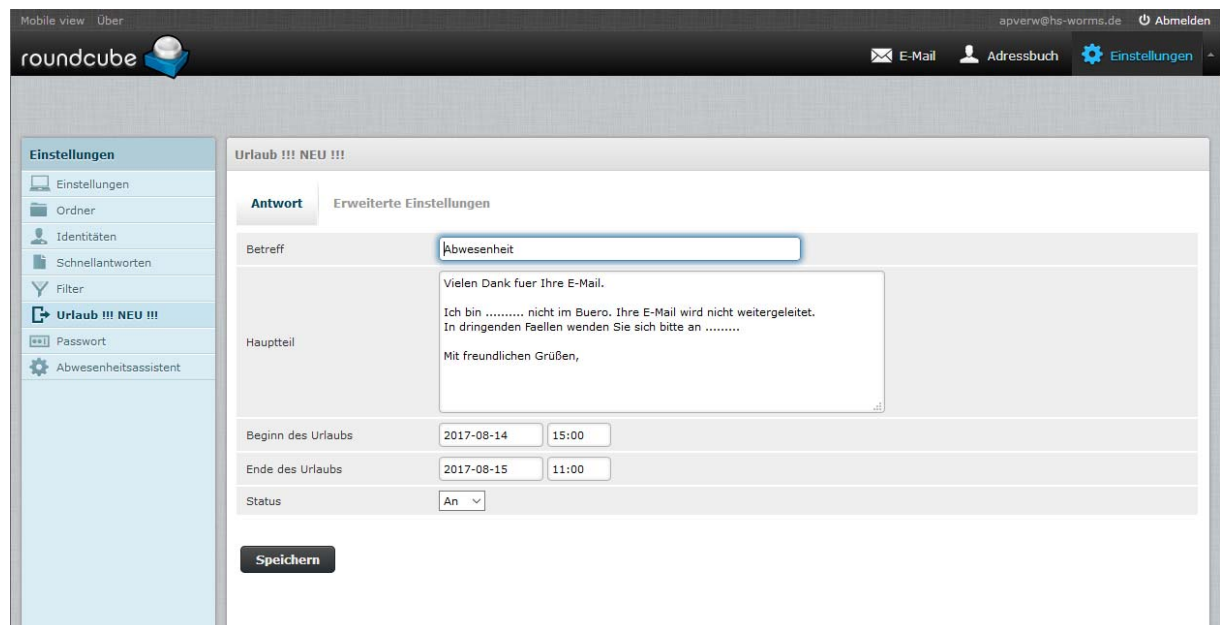 Mobile view Über
apverw@hs-worms.de Abmelden
roundcube
E-Mail Adressbuch Einstellungen
Einstellungen
Einstellungen
Ordner
Identitäten
Schnellantworten
Filter
Urlaub !!! NEU !!!
Passwort
Abwesenheitsassistent
Urlaub !!! NEU !!!
Antwort Erweiterte Einstellungen
Betreff Abwesenheit
Hauptteil
Vielen Dank fuer Ihre E-Mail.
Ich bin .......... nicht im Buero. Ihre E-Mail wird nicht weitergeleitet.
In dringenden Faellen wenden Sie sich bitte an .........
Mit freundlichen Grüßen,
Beginn des Urlaubs 2017-08-14 15:00
Ende des Urlaubs 2017-08-15 11:00
Status An
Speichern